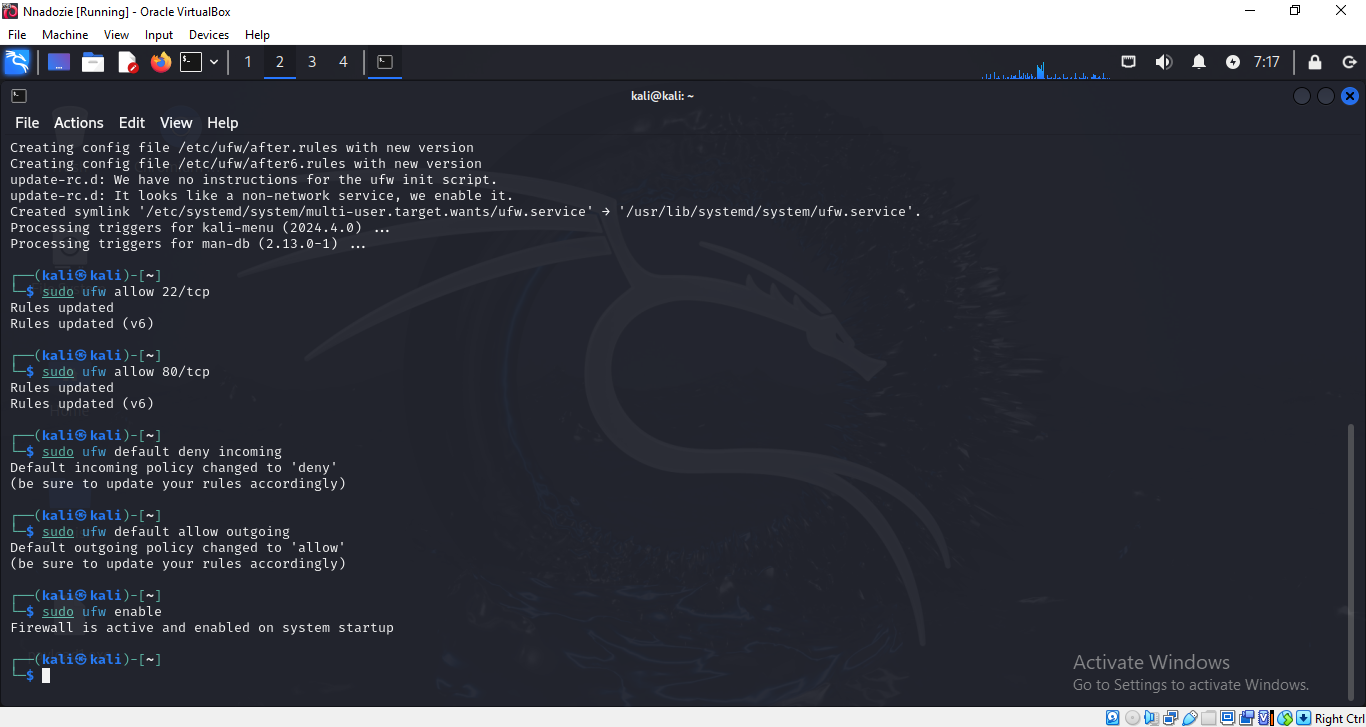 Nnadozie [Running] - Oracle VirtualBox
File Machine View Input Devices Help
1 2 3 4 7:17
kali@kali: ~
File Actions Edit View Help
Creating config file /etc/ufw/after.rules with new version
Creating config file /etc/ufw/after6.rules with new version
update-rc.d: We have no instructions for the ufw init script.
update-rc.d: It looks like a non-network service, we enable it.
Created symlink '/etc/systemd/system/multi-user.target.wants/ufw.service' → '/usr/lib/systemd/system/ufw.service'.
Processing triggers for kali-menu (2024.4.0) ...
Processing triggers for man-db (2.13.0-1) ...
┌──(kali㉿kali)-[~]
└─$ sudo ufw allow 22/tcp
Rules updated
Rules updated (v6)
┌──(kali㉿kali)-[~]
└─$ sudo ufw allow 80/tcp
Rules updated
Rules updated (v6)
┌──(kali㉿kali)-[~]
└─$ sudo ufw default deny incoming
Default incoming policy changed to 'deny'
(be sure to update your rules accordingly)
┌──(kali㉿kali)-[~]
└─$ sudo ufw default allow outgoing
Default outgoing policy changed to 'allow'
(be sure to update your rules accordingly)
┌──(kali㉿kali)-[~]
└─$ sudo ufw enable
Firewall is active and enabled on system startup
┌──(kali㉿kali)-[~]
└─$
Activate Windows
Go to Settings to activate Windows.
Right Ctrl